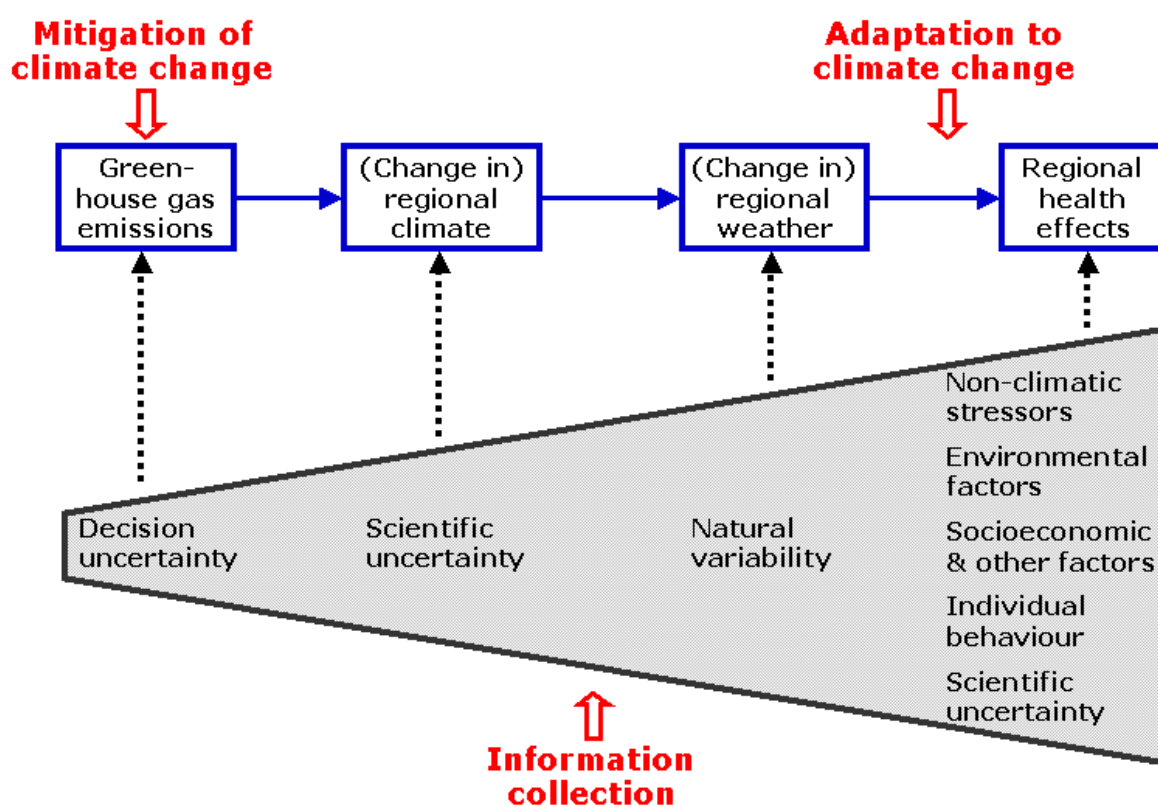 Mitigation of
climate change
Adaptation to
climate change
Green-
house gas
emissions
(Change in)
regional
climate
(Change in)
regional
weather
Regional
health
effects
Decision
uncertainty
Scientific
uncertainty
Natural
variability
Non-climatic
stressors
Environmental
factors
Socioeconomic
& other factors
Individual
behaviour
Scientific
uncertainty
Information
collection